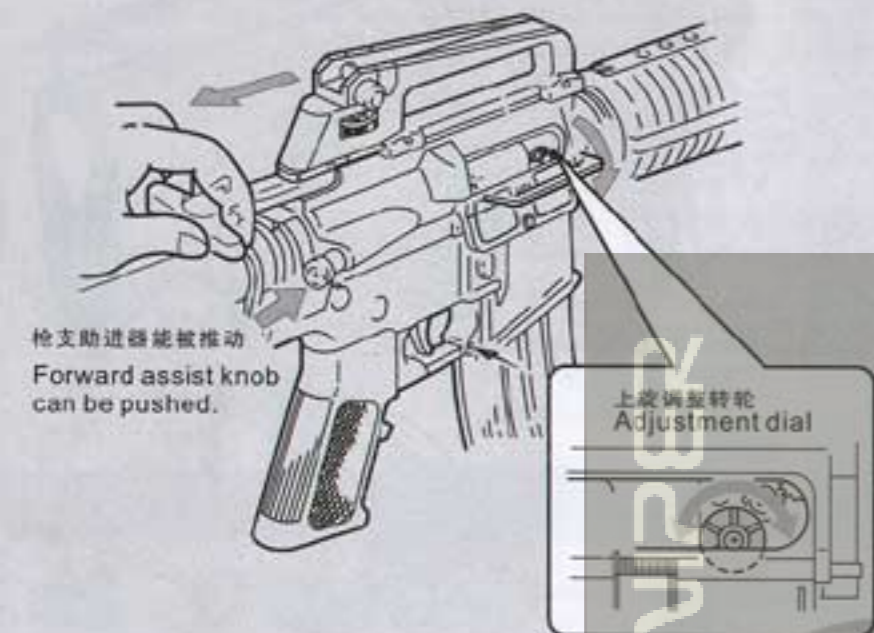 枪支助进器能被推动
Forward assist knob
can be pushed.
上旋调整转轮
Adjustment dial
VIPER